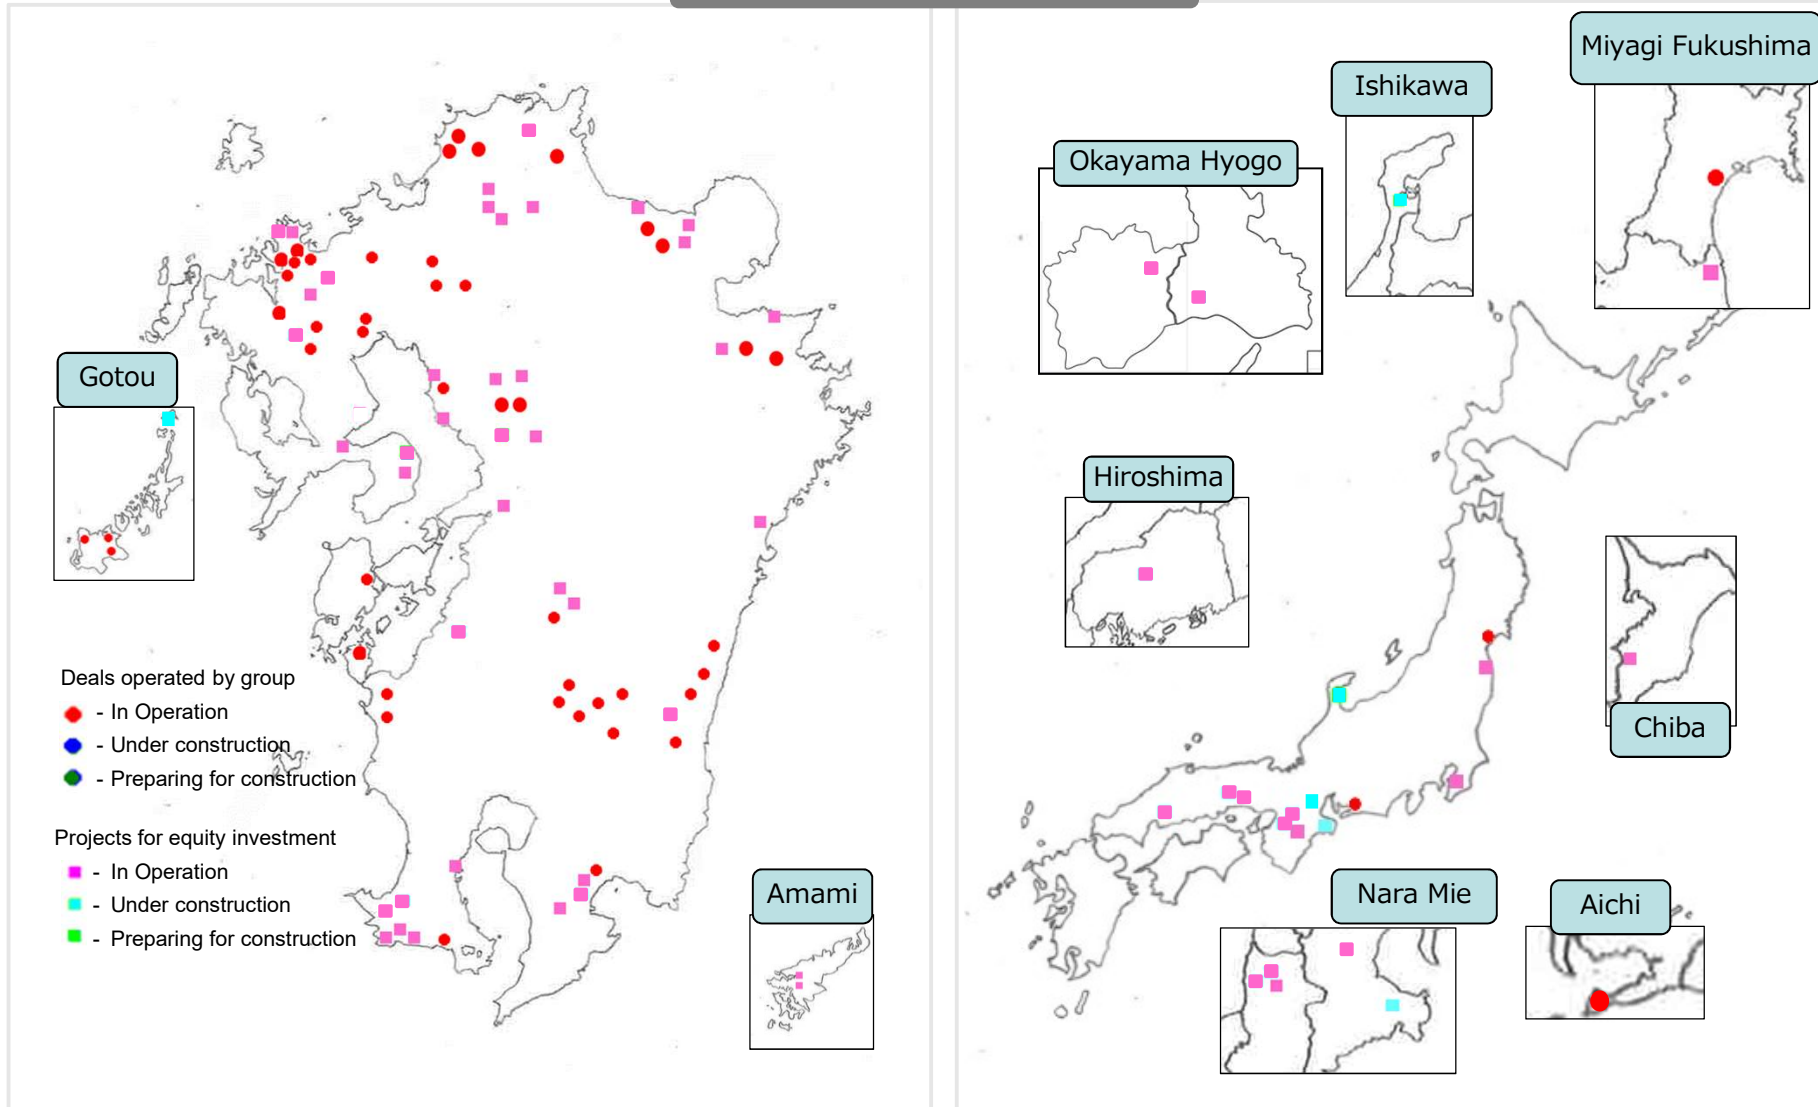 Gotou
Deals operated by group
- In Operation
- Under construction
- Preparing for construction
Projects for equity investment
- In Operation
- Under construction
- Preparing for construction
Amami
Miyagi Fukushima
Ishikawa
Okayama Hyogo
Hiroshima
Chiba
Nara Mie
Aichi